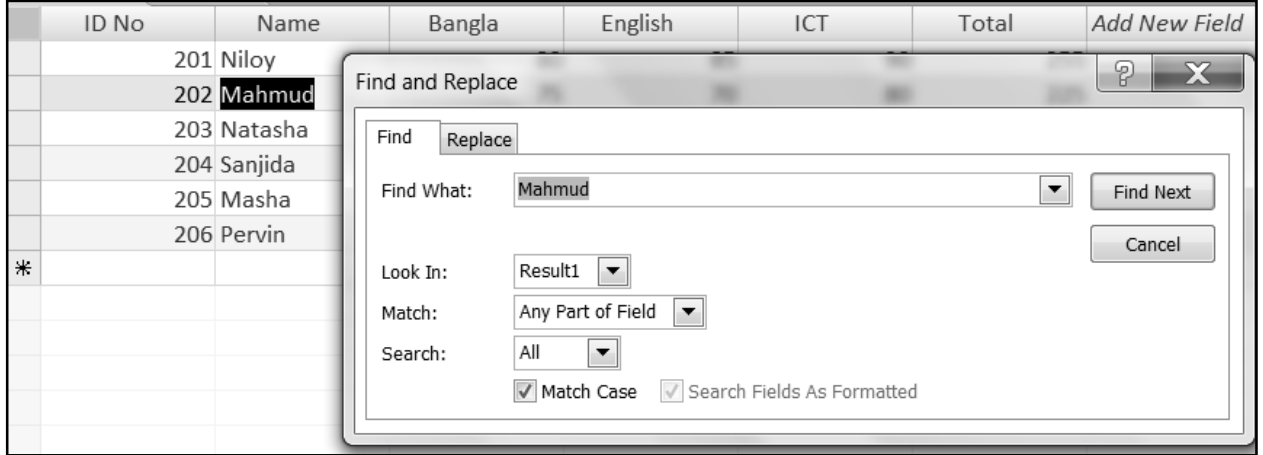 ID No Name Bangla English ICT Total Add New Field
201 Niloy
202 Mahmud
203 Natasha
204 Sanjida
205 Masha
206 Pervin
Find and Replace
Find Replace
Find What: Mahmud Find Next
Cancel
Look In: Result1
Match: Any Part of Field
Search: All
Match Case Search Fields As Formatted